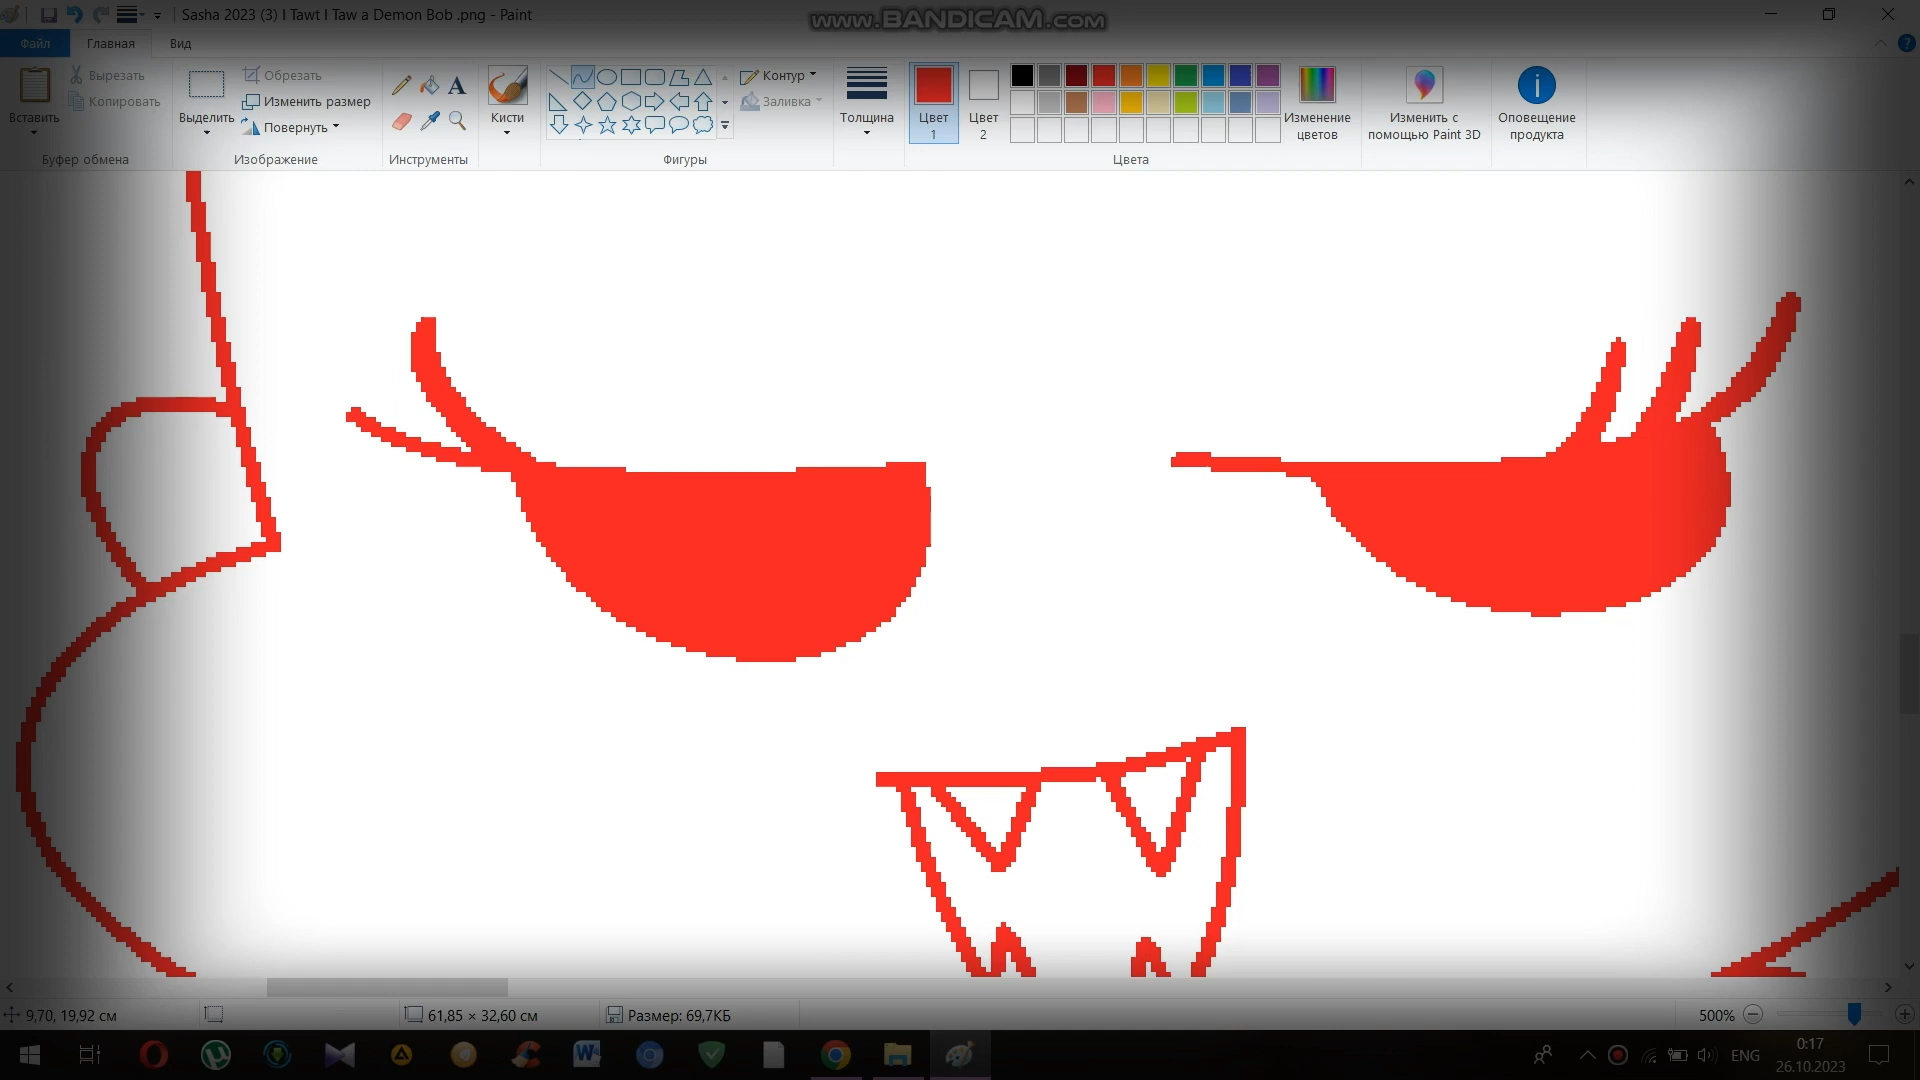 Sasha 2023 (3) I Tawt I Taw a Demon Bob .png - Paint
www.BANDICAM.com
Файл
Главная
Вид
Вставить
Вырезать
Копировать
Буфер обмена
Выделить
Обрезать
Изменить размер
Повернуть
Изображение
A
Инструменты
Кисти
Контур
Заливка
Фигуры
Толщина
Цвет
1
Цвет
2
Изменение
цветов
Цвета
Изменить с
помощью Paint 3D
Оповещение
продукта
9,70, 19,92 см
61,85 × 32,60 см
Размер: 69,7КБ
500%
ENG
0:17
26.10.2023